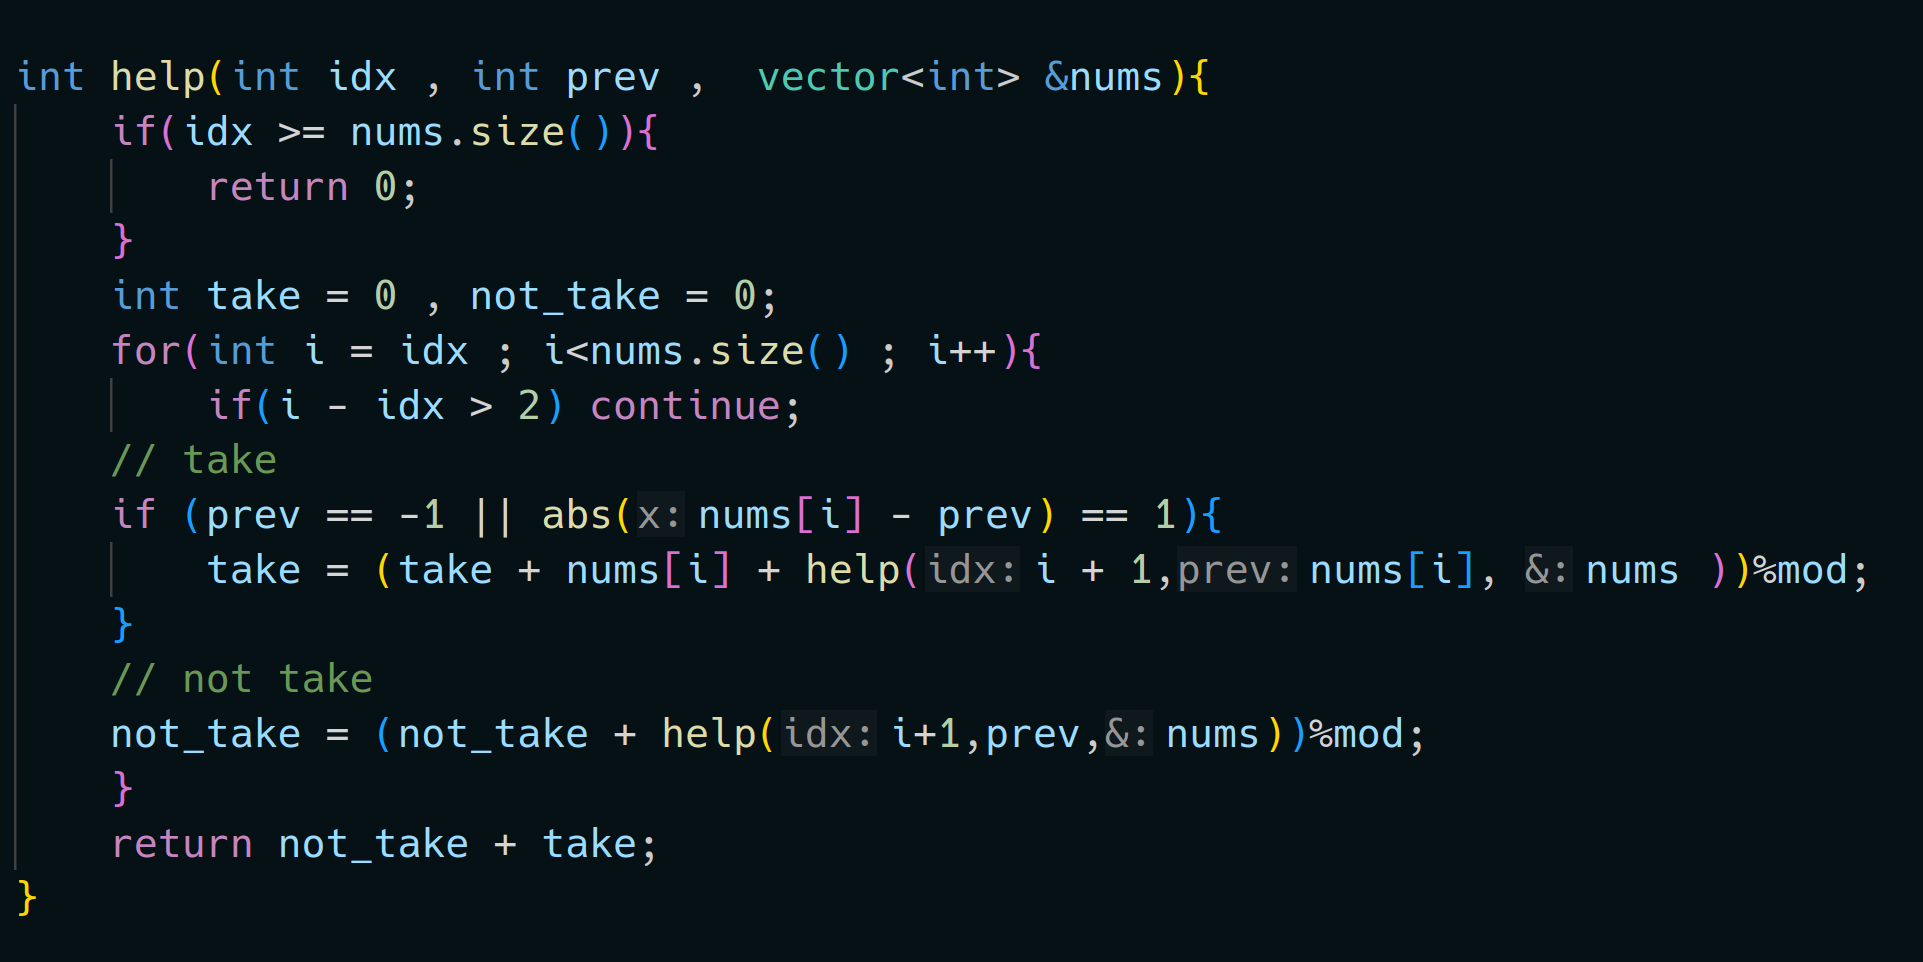 int help(int idx , int prev ,  vector<int> &nums){
    if(idx >= nums.size()){
        return 0;
    }
    int take = 0 , not_take = 0;
    for(int i = idx ; i<nums.size() ; i++){
        if(i - idx > 2) continue;
    // take
    if (prev == -1 || abs(x: nums[i] - prev) == 1){
        take = (take + nums[i] + help(idx: i + 1,prev: nums[i], &: nums ))%mod;
    }
    // not take
    not_take = (not_take + help(idx: i+1,prev,&: nums))%mod;
    }
    return not_take + take;
}